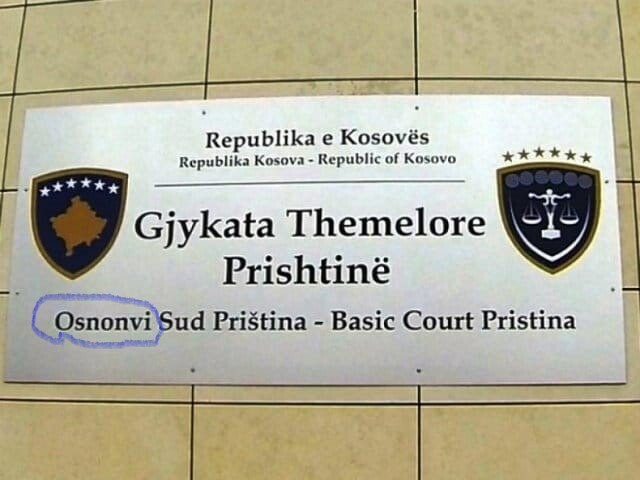 Republika e Kosovës
Republika Kosova - Republic of Kosovo
Gjykata Themelore
Prishtinë
Osnonvi Sud Priština - Basic Court Pristina